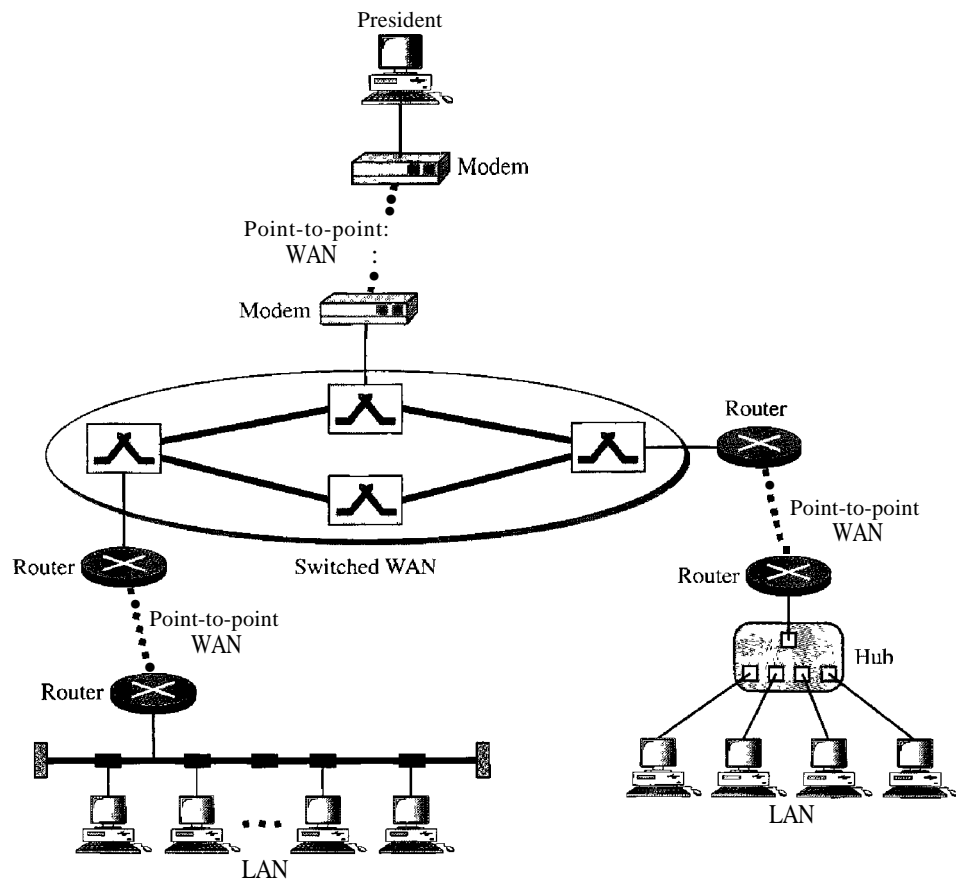 President
Modem
Point-to-point:
WAN :
Modem
Router
Point-to-point
WAN
Switched WAN
Router
Router
Point-to-point
WAN
Router
Hub
LAN
LAN